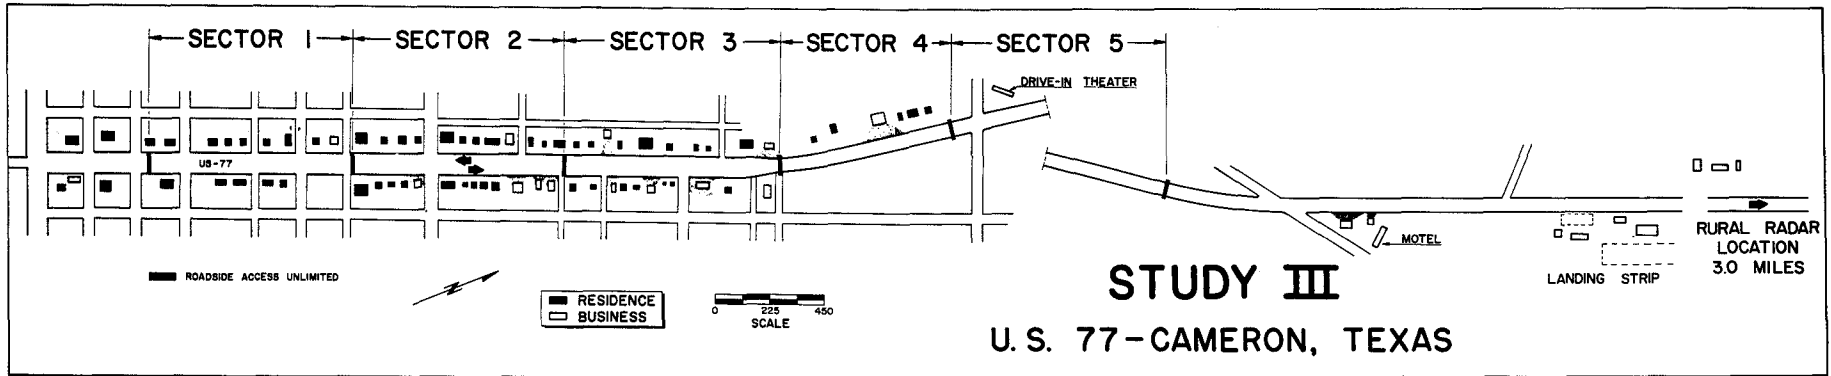 SECTOR 1 SECTOR 2 SECTOR 3 SECTOR 4 SECTOR 5
DRIVE-IN THEATER
US-77
MOTEL
RURAL RADAR
LOCATION
3.0 MILES
LANDING STRIP
ROADSIDE ACCESS UNLIMITED
N
RESIDENCE
BUSINESS
0 225 450
SCALE
STUDY III
U.S. 77-CAMERON, TEXAS